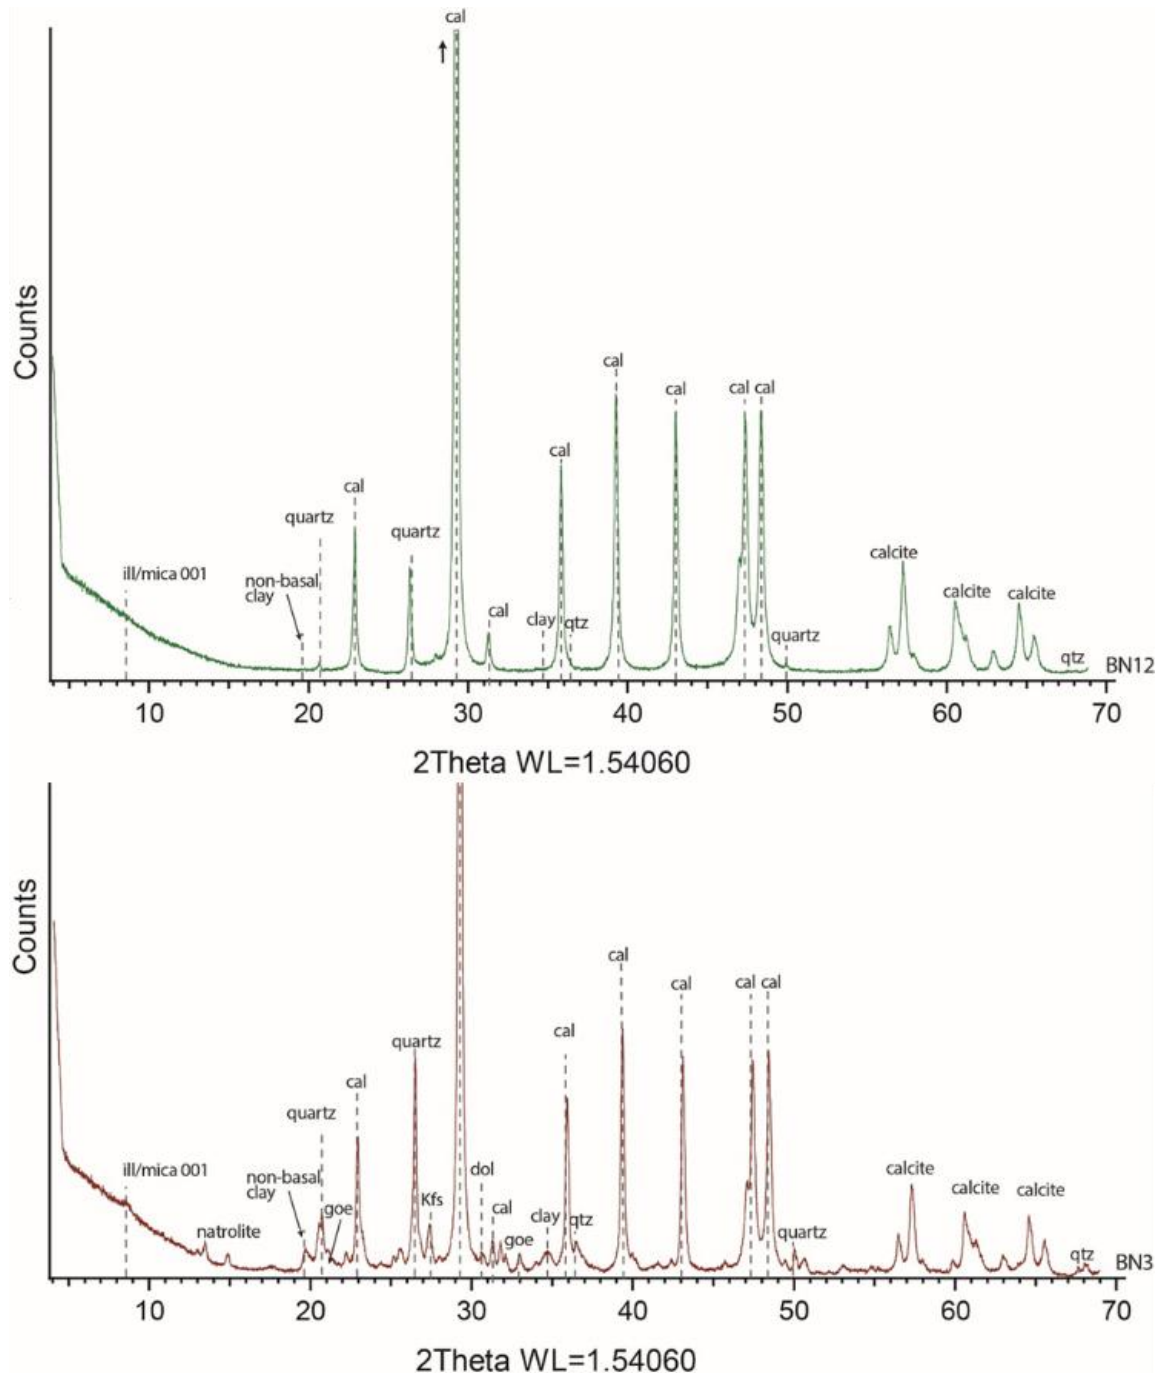 cal
Counts
cal
cal cal
cal
cal
cal
quartz
quartz
calcite
ill/mica 001
non-basal
clay
cal
clay
qtz
quartz
calcite
calcite
qtz
BN12
10 20 30 40 50 60 70
2Theta WL=1.54060
Counts
cal
cal
cal cal
cal
quartz
cal
quartz
ill/mica 001
non-basal
clay
goe
natrolite
Kfs
dol
cal
goe
clay
qtz
quartz
calcite
calcite
calcite
qtz
BN3
10 20 30 40 50 60 70
2Theta WL=1.54060